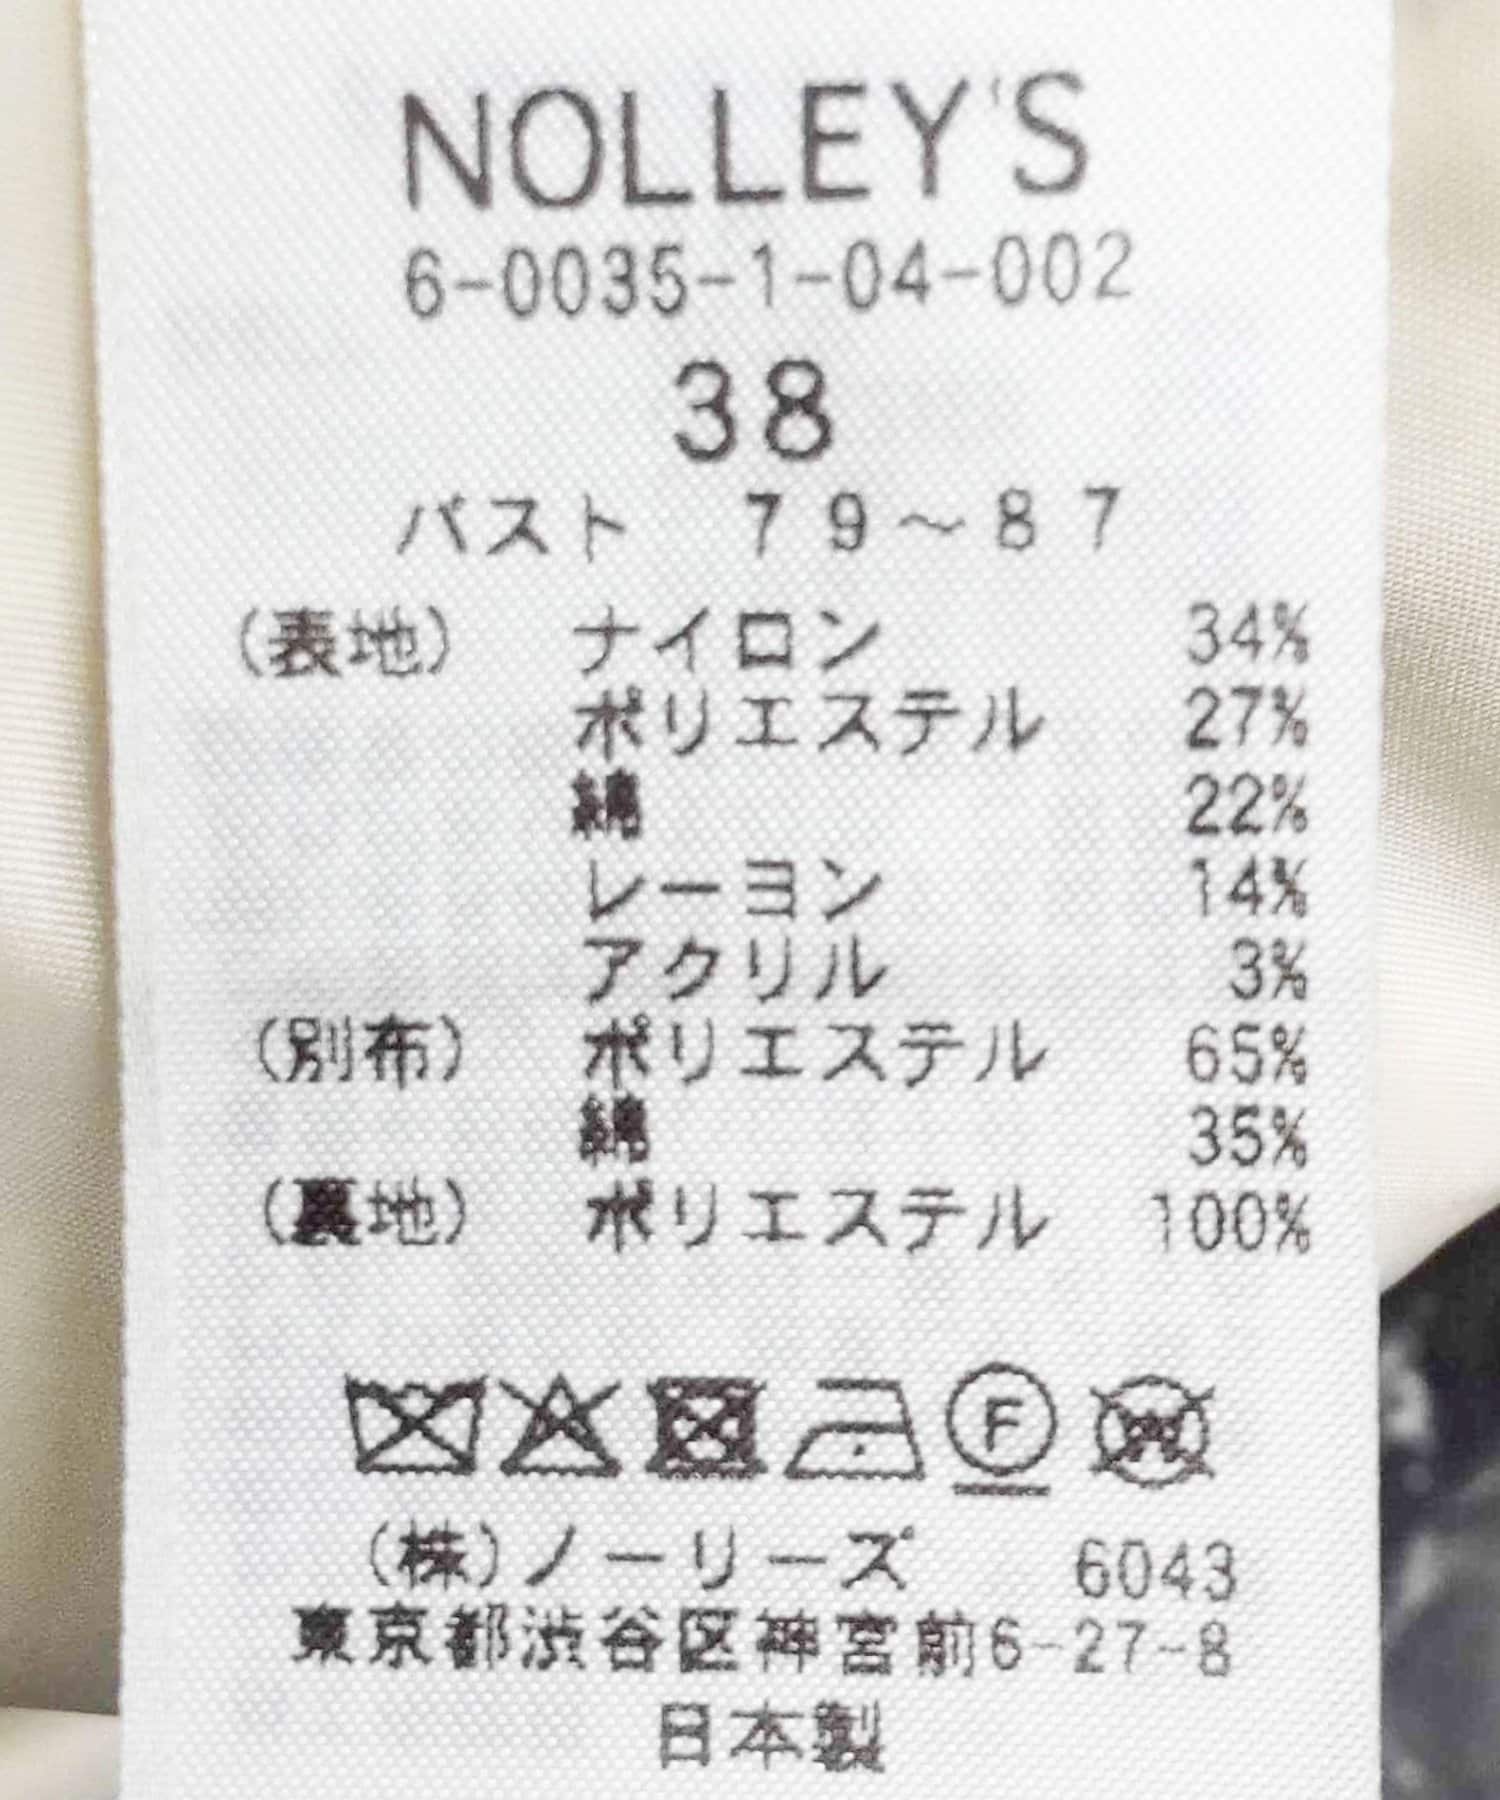 NOLLEY'S
6-0035-1-04-002
38
バスト 79～87
(表地) ナイロン 34%
ポリエステル 27%
綿 22%
レーヨン 14%
アクリル 3%
(別布) ポリエステル 65%
綿 35%
(裏地) ポリエステル 100%
F W
(株)ノーリーズ 6043
東京都渋谷区神宮前6-27-8
日本製